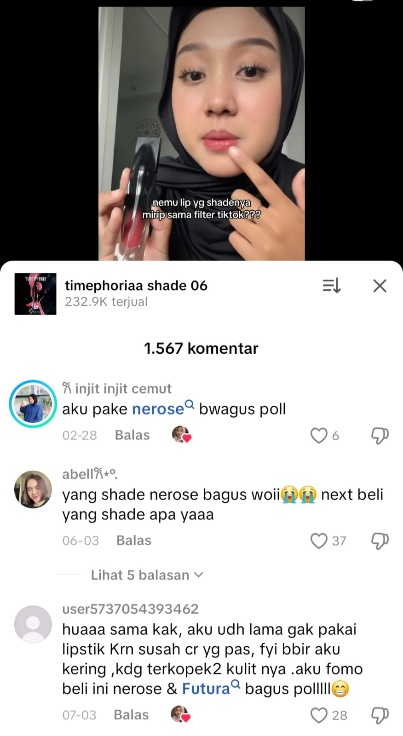 nemu lip yg shadenya
mirip sama filter tiktok???
timephoriaa shade 06
232.9K terjual
1.567 komentar
injit injit cemut
aku pake nerose bwagus poll
02-28 Balas 6
abell
yang shade nerose bagus woii😭😭 next beli
yang shade apa yaaa
06-03 Balas 37
Lihat 5 balasan
user5737054393462
huaaa sama kak, aku udh lama gak pakai
lipstik Krn susah cr yg pas, fyi bbir aku
kering ,kdg terkopek2 kulit nya .aku fomo
beli ini nerose & Futura bagus polllll😁
07-03 Balas 28